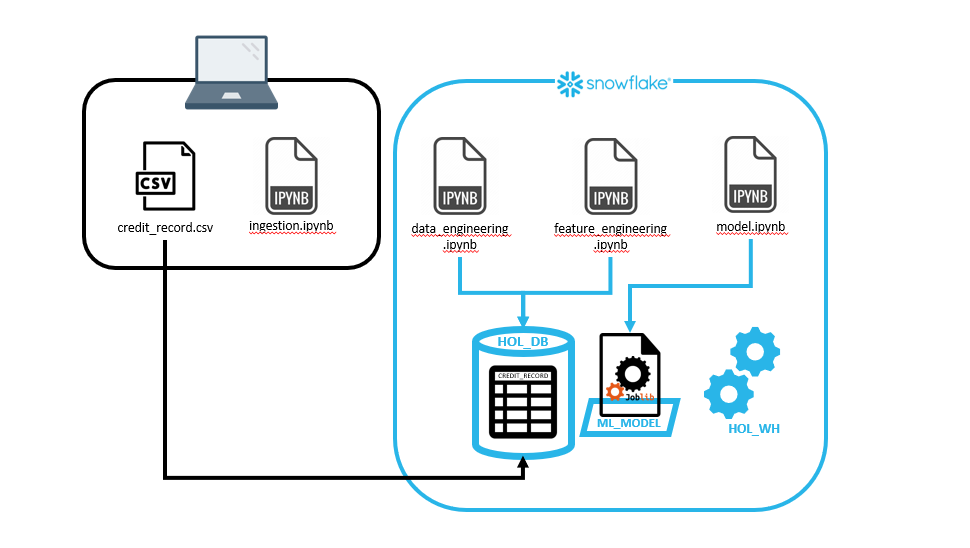 snowflake®
CSV
IPYNB
IPYNB
IPYNB
IPYNB
credit_record.csv
ingestion.ipynb
data_engineering
.ipynb
feature_engineering
.ipynb
model.ipynb
HOL_DB
CREDIT_RECORD
Joblib
ML_MODEL
HOL_WH